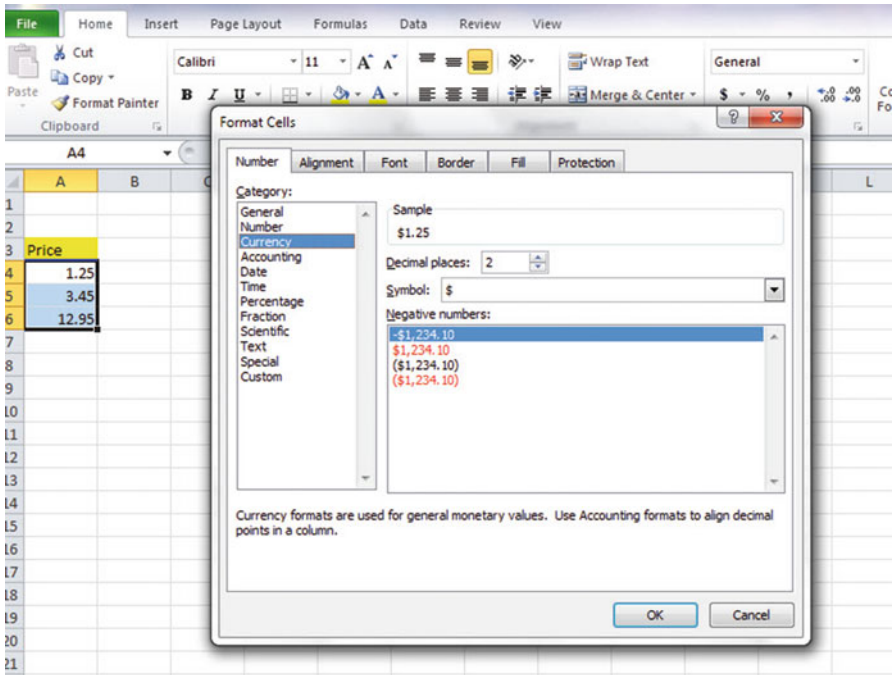 File Home Insert Page Layout Formulas Data Review View
Cut
Copy
Format Painter
Paste
Clipboard
Calibri 11 A A
B I U A
Wrap Text
Merge & Center
General
$ % ,
.0 .00
.00 .0
A4
Format Cells
?
Number Alignment Font Border Fill Protection
Category:
General
Number
Currency
Accounting
Date
Time
Percentage
Fraction
Scientific
Text
Special
Custom
Sample
$1.25
Decimal places: 2
Symbol: $
Negative numbers:
-$1,234.10
$1,234.10
($1,234.10)
($1,234.10)
Currency formats are used for general monetary values. Use Accounting formats to align decimal
points in a column.
OK Cancel
A B L
1
2
3 Price
4 1.25
5 3.45
6 12.95
7
8
9
10
11
12
13
14
15
16
17
18
19
20
21